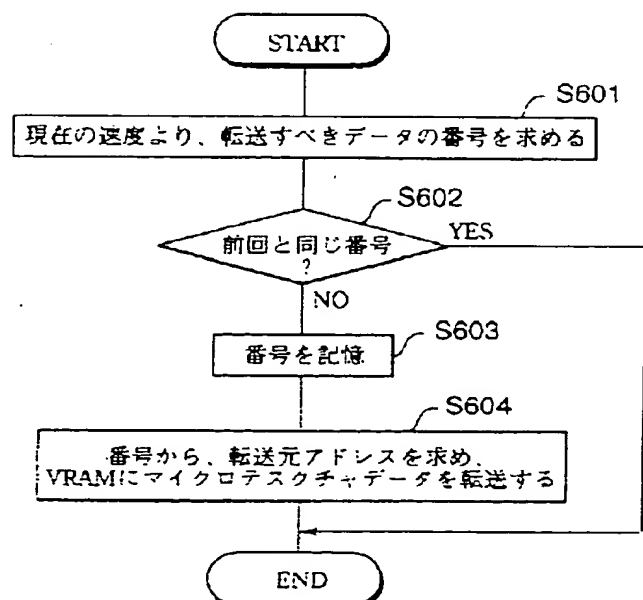 START
S601
現在の速度より、転送すべきデータの番号を求める
S602
前回と同じ番号
?
YES
NO
S603
番号を記憶
S604
番号から、転送元アドレスを求め、
VRAMにマイクロテスクチャデータを転送する
END